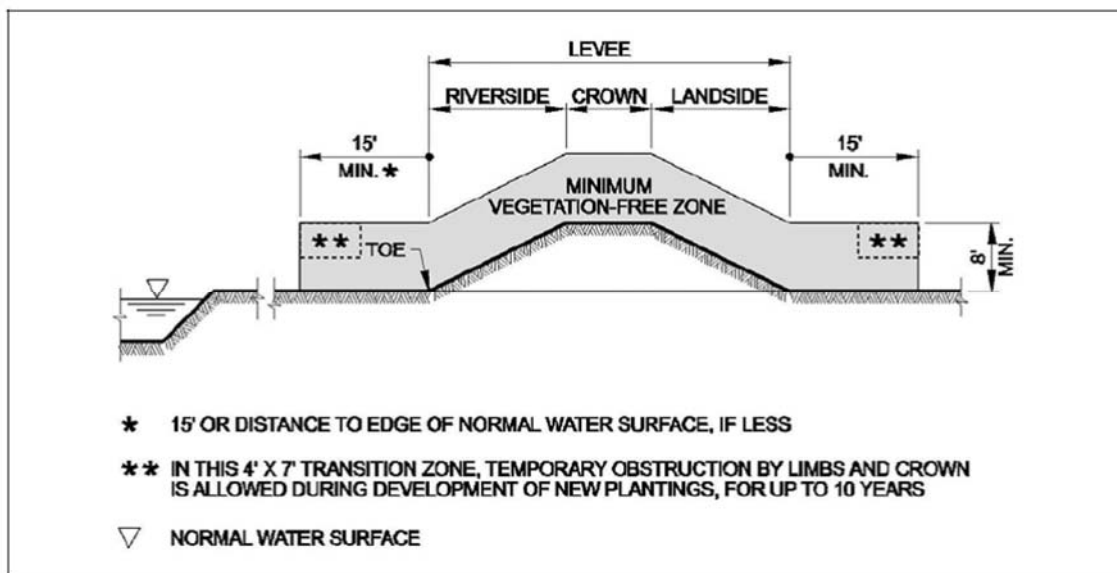 LEVEE
RIVERSIDE
CROWN
LANDSIDE
15'
MIN. *
15'
MIN.
MINIMUM
VEGETATION-FREE ZONE
**
TOE
**
8'
MIN.
* 15' OR DISTANCE TO EDGE OF NORMAL WATER SURFACE, IF LESS
** IN THIS 4' X 7' TRANSITION ZONE, TEMPORARY OBSTRUCTION BY LIMBS AND CROWN
IS ALLOWED DURING DEVELOPMENT OF NEW PLANTINGS, FOR UP TO 10 YEARS
NORMAL WATER SURFACE